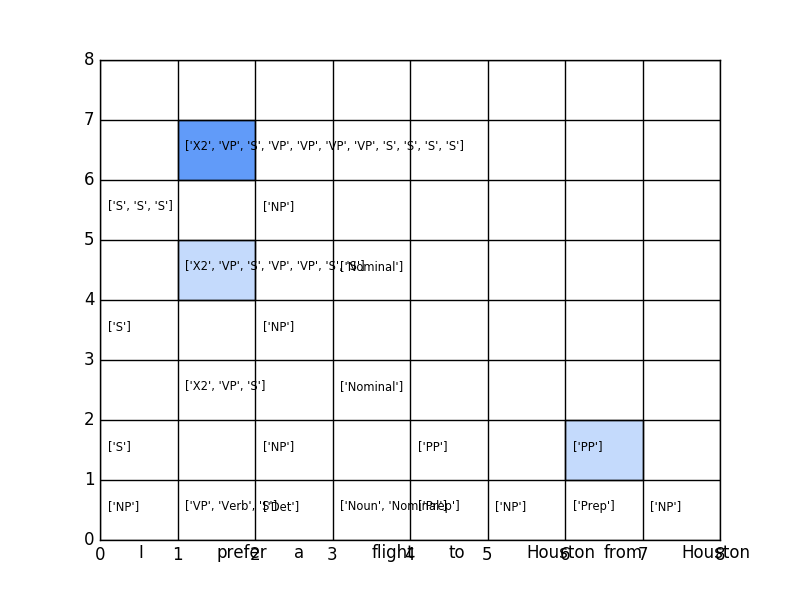 8
7
['X2', 'VP', 'S', 'VP', 'VP', 'VP', 'VP', 'S', 'S', 'S', 'S']
6
['S', 'S', 'S'] ['NP']
5
['X2', 'VP', 'S', 'VP', 'VP', 'S', 'S'] ['Nominal']
4
['S'] ['NP']
3
['X2', 'VP', 'S'] ['Nominal']
2
['S'] ['NP'] ['PP'] ['PP']
1
['NP'] ['VP', 'Verb', 'S'] ['Det'] ['Noun', 'Nominal'] ['Prep'] ['NP'] ['Prep'] ['NP']
0
0 1 2 3 4 5 6 7 8
I prefer a flight to Houston from Houston